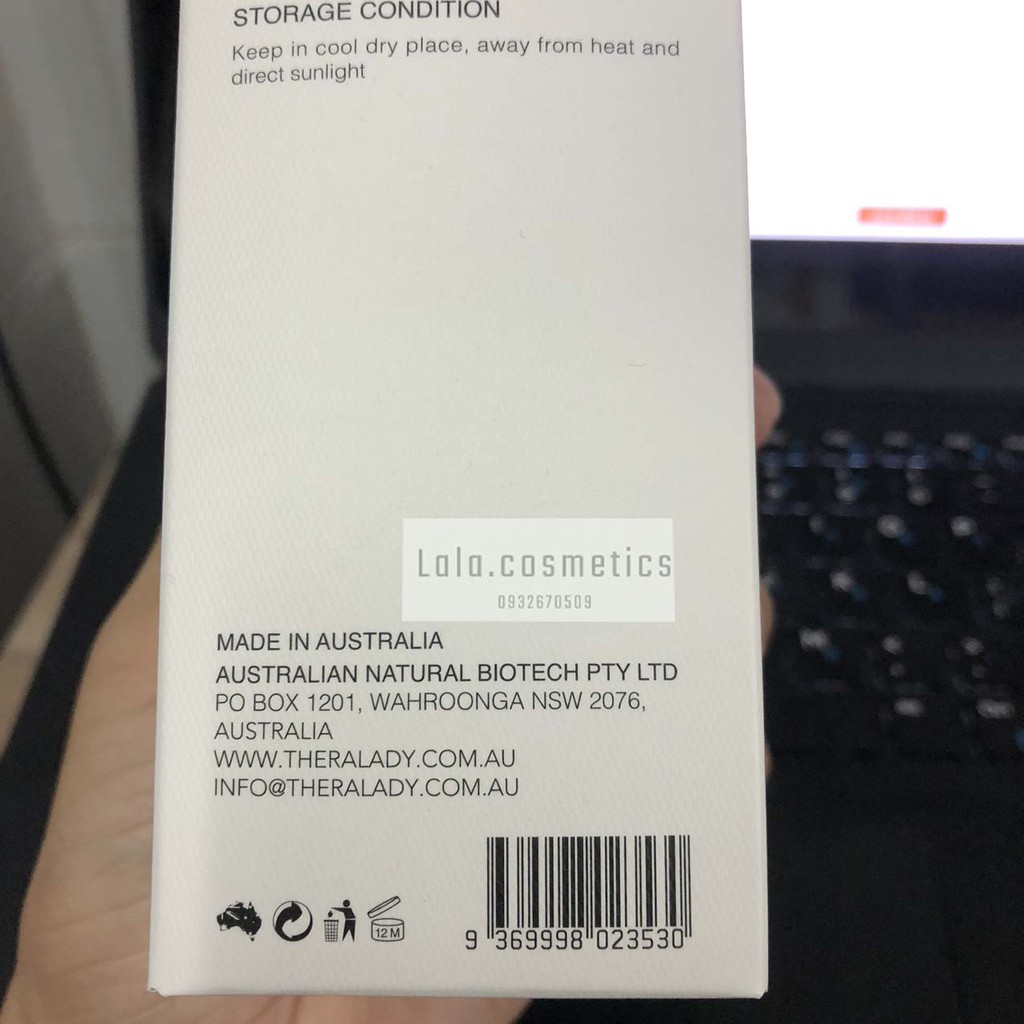 STORAGE CONDITION
Keep in cool dry place, away from heat and
direct sunlight
Lala.cosmetics
0932670509
MADE IN AUSTRALIA
AUSTRALIAN NATURAL BIOTECH PTY LTD
PO BOX 1201, WAHROONGA NSW 2076,
AUSTRALIA
WWW.THERALADY.COM.AU
INFO@THERALADY.COM.AU
12 M
9 369998 023530